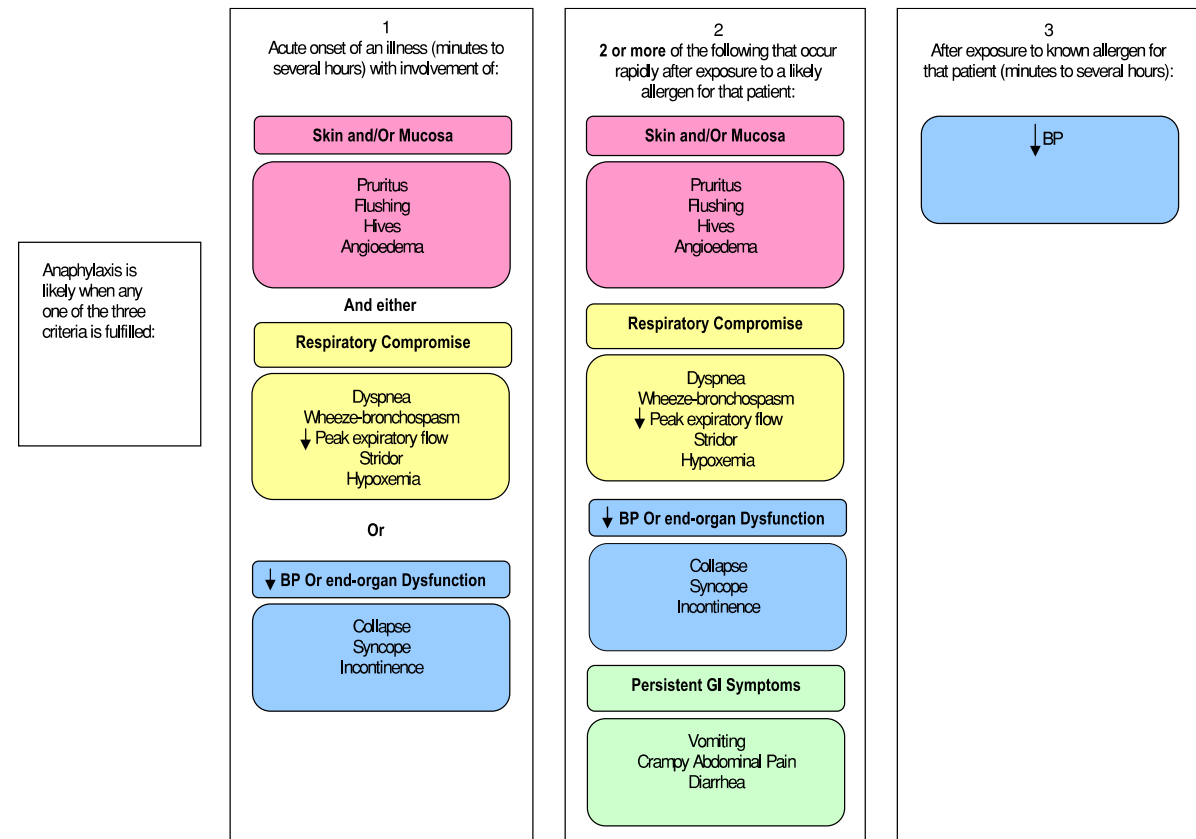 Anaphylaxis is
likely when any
one of the three
criteria is fulfilled:
1
Acute onset of an illness (minutes to
several hours) with involvement of:
Skin and/Or Mucosa
Pruritus
Flushing
Hives
Angioedema
And either
Respiratory Compromise
Dyspnea
Wheeze-bronchospasm
↓ Peak expiratory flow
Stridor
Hypoxemia
Or
↓ BP Or end-organ Dysfunction
Collapse
Syncope
Incontinence
2
2 or more of the following that occur
rapidly after exposure to a likely
allergen for that patient:
Skin and/Or Mucosa
Pruritus
Flushing
Hives
Angioedema
Respiratory Compromise
Dyspnea
Wheeze-bronchospasm
↓ Peak expiratory flow
Stridor
Hypoxemia
↓ BP Or end-organ Dysfunction
Collapse
Syncope
Incontinence
Persistent GI Symptoms
Vomiting
Crampy Abdominal Pain
Diarrhea
3
After exposure to known allergen for
that patient (minutes to several hours):
↓ BP